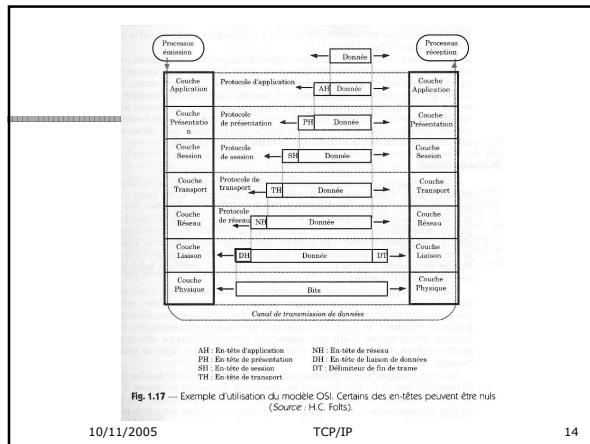 Processus
émission
Donnée
Processus
réception
Couche
Application
Protocole d'application
AH Donnée
Couche
Application
Couche
Présentatio
n
Protocole
de présentation
PH Donnée
Couche
Présentation
Couche
Session
Protocole
de session
SH Donnée
Couche
Session
Couche
Transport
Protocole de
transport
TH Donnée
Couche
Transport
Couche
Réseau
Protocole
de réseau
NH Donnée
Couche
Réseau
Couche
Liaison
DH Donnée DT
Couche
Liaison
Couche
Physique
Bits
Couche
Physique
Canal de transmission de données
AH : En-tête d'application
PH : En-tête de présentation
SH : En-tête de session
TH : En-tête de transport
NH : En-tête de réseau
DH : En-tête de liaison de données
DT : Délimiteur de fin de trame
Fig. 1.17 — Exemple d'utilisation du modèle OSI. Certains des en-têtes peuvent être nuls
(Source : H.C. Folts).
10/11/2005 TCP/IP 14